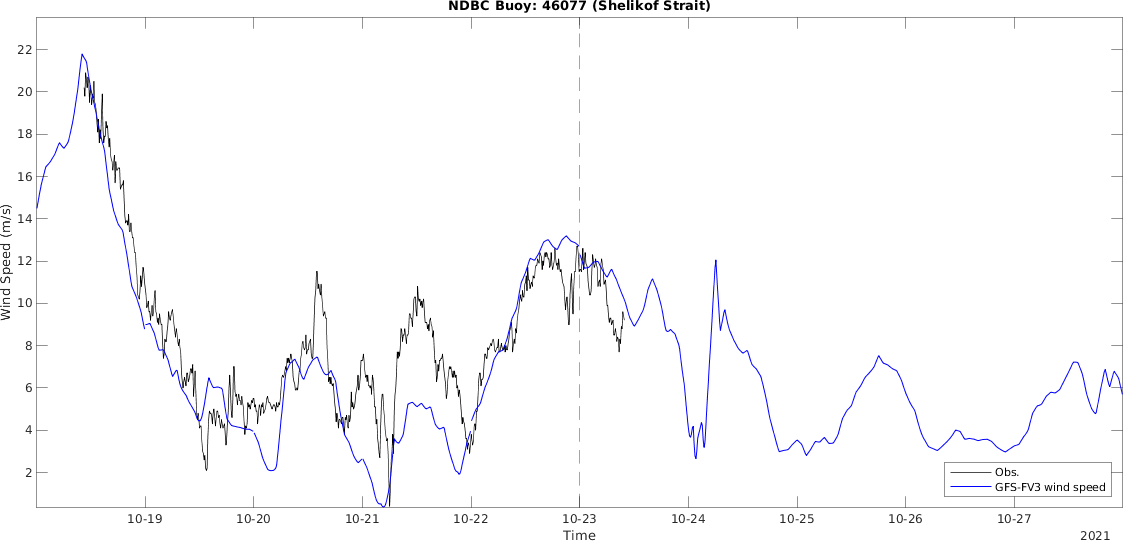 NDBC Buoy: 46077 (Shelikof Strait)
Wind Speed (m/s)
22
20
18
16
14
12
10
8
6
4
2
10-19 10-20 10-21 10-22 10-23 10-24 10-25 10-26 10-27
Time
2021
Obs.
GFS-FV3 wind speed